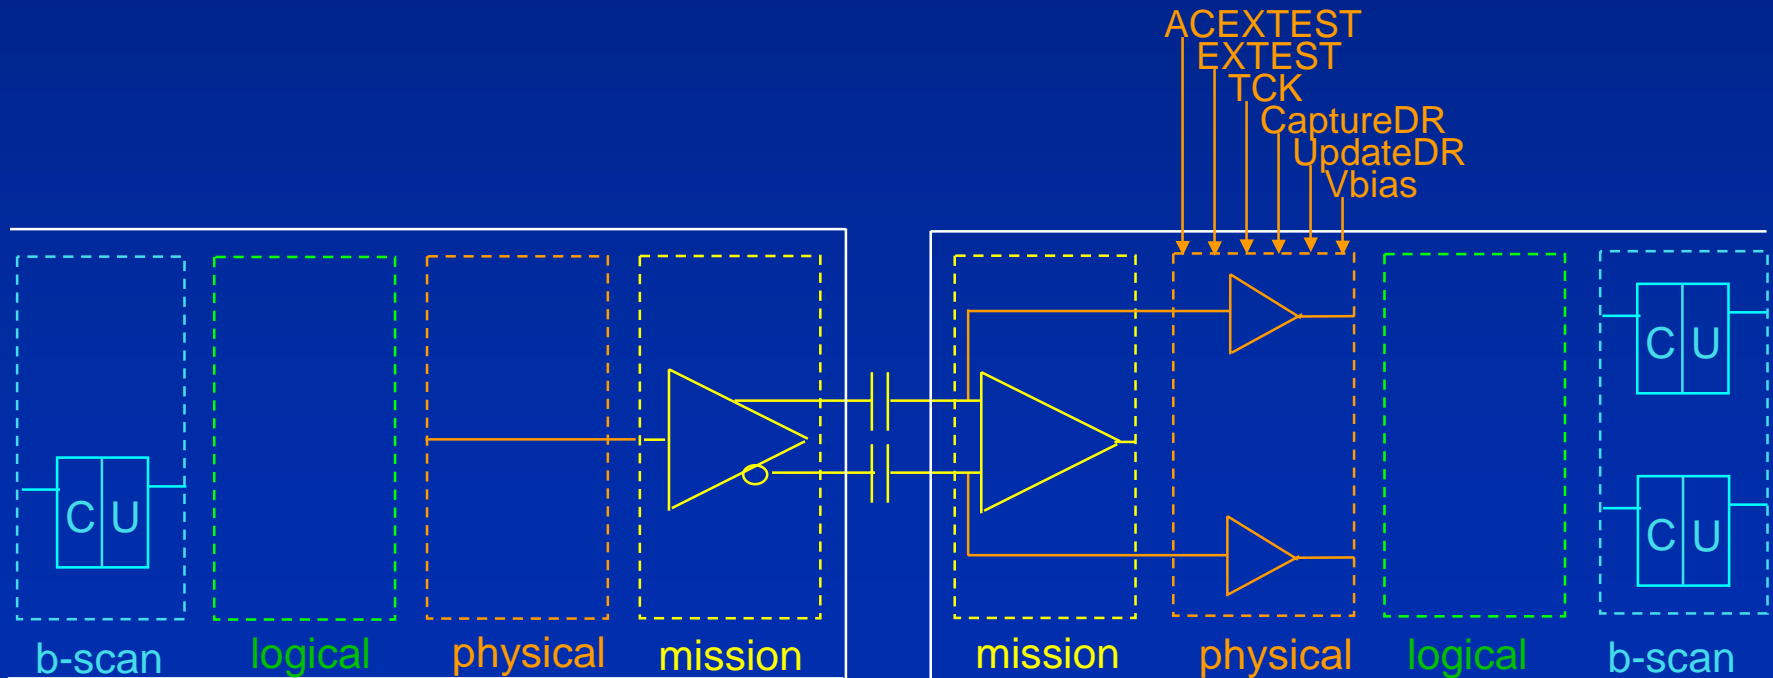 ACEXTEST
EXTEST
TCK
CaptureDR
UpdateDR
Vbias
C U
C U
C U
b-scan logical physical mission mission physical logical b-scan